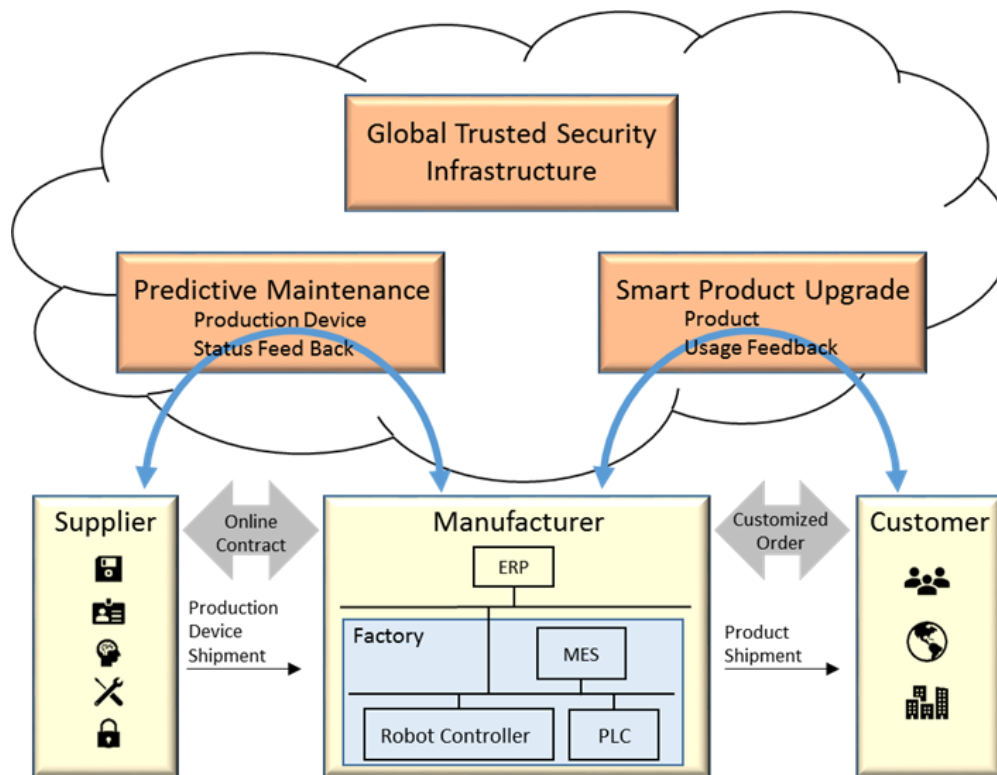 Global Trusted Security
Infrastructure
Predictive Maintenance
Production Device
Status Feed Back
Smart Product Upgrade
Product
Usage Feedback
Supplier
Online
Contract
Production
Device
Shipment
Manufacturer
ERP
Factory
MES
Robot Controller
PLC
Customized
Order
Product
Shipment
Customer